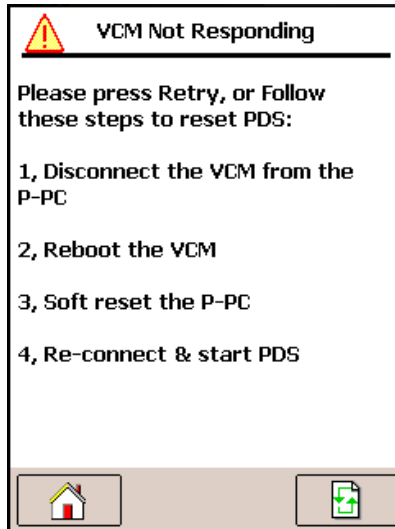 VCM Not Responding
Please press Retry, or Follow
these steps to reset PDS:
1, Disconnect the VCM from the
P-PC
2, Reboot the VCM
3, Soft reset the P-PC
4, Re-connect & start PDS